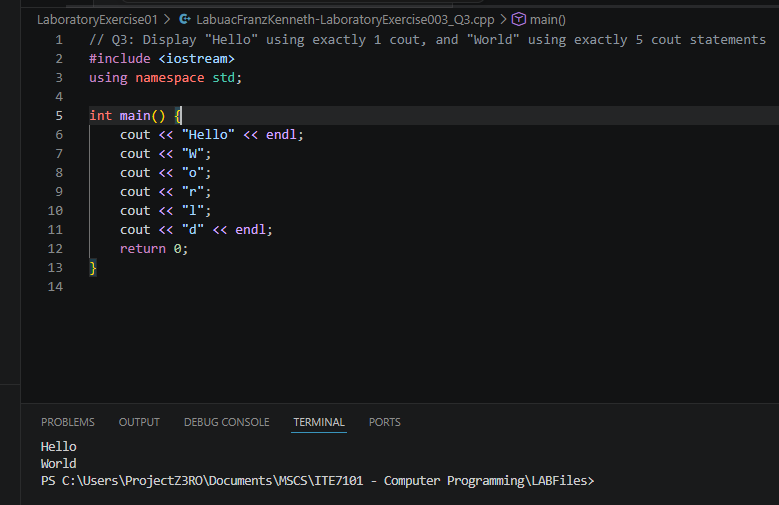 LaboratoryExercise01 > LabuacFranzKenneth-LaboratoryExercise003_Q3.cpp > main()
1 // Q3: Display "Hello" using exactly 1 cout, and "World" using exactly 5 cout statements
2 #include <iostream>
3 using namespace std;
4
5 int main() {
6     cout << "Hello" << endl;
7     cout << "W";
8     cout << "o";
9     cout << "r";
10     cout << "l";
11     cout << "d" << endl;
12     return 0;
13 }
14
PROBLEMS OUTPUT DEBUG CONSOLE TERMINAL PORTS
Hello
World
PS C:\Users\ProjectZ3RO\Documents\MSCS\ITE7101 - Computer Programming\LABFiles>